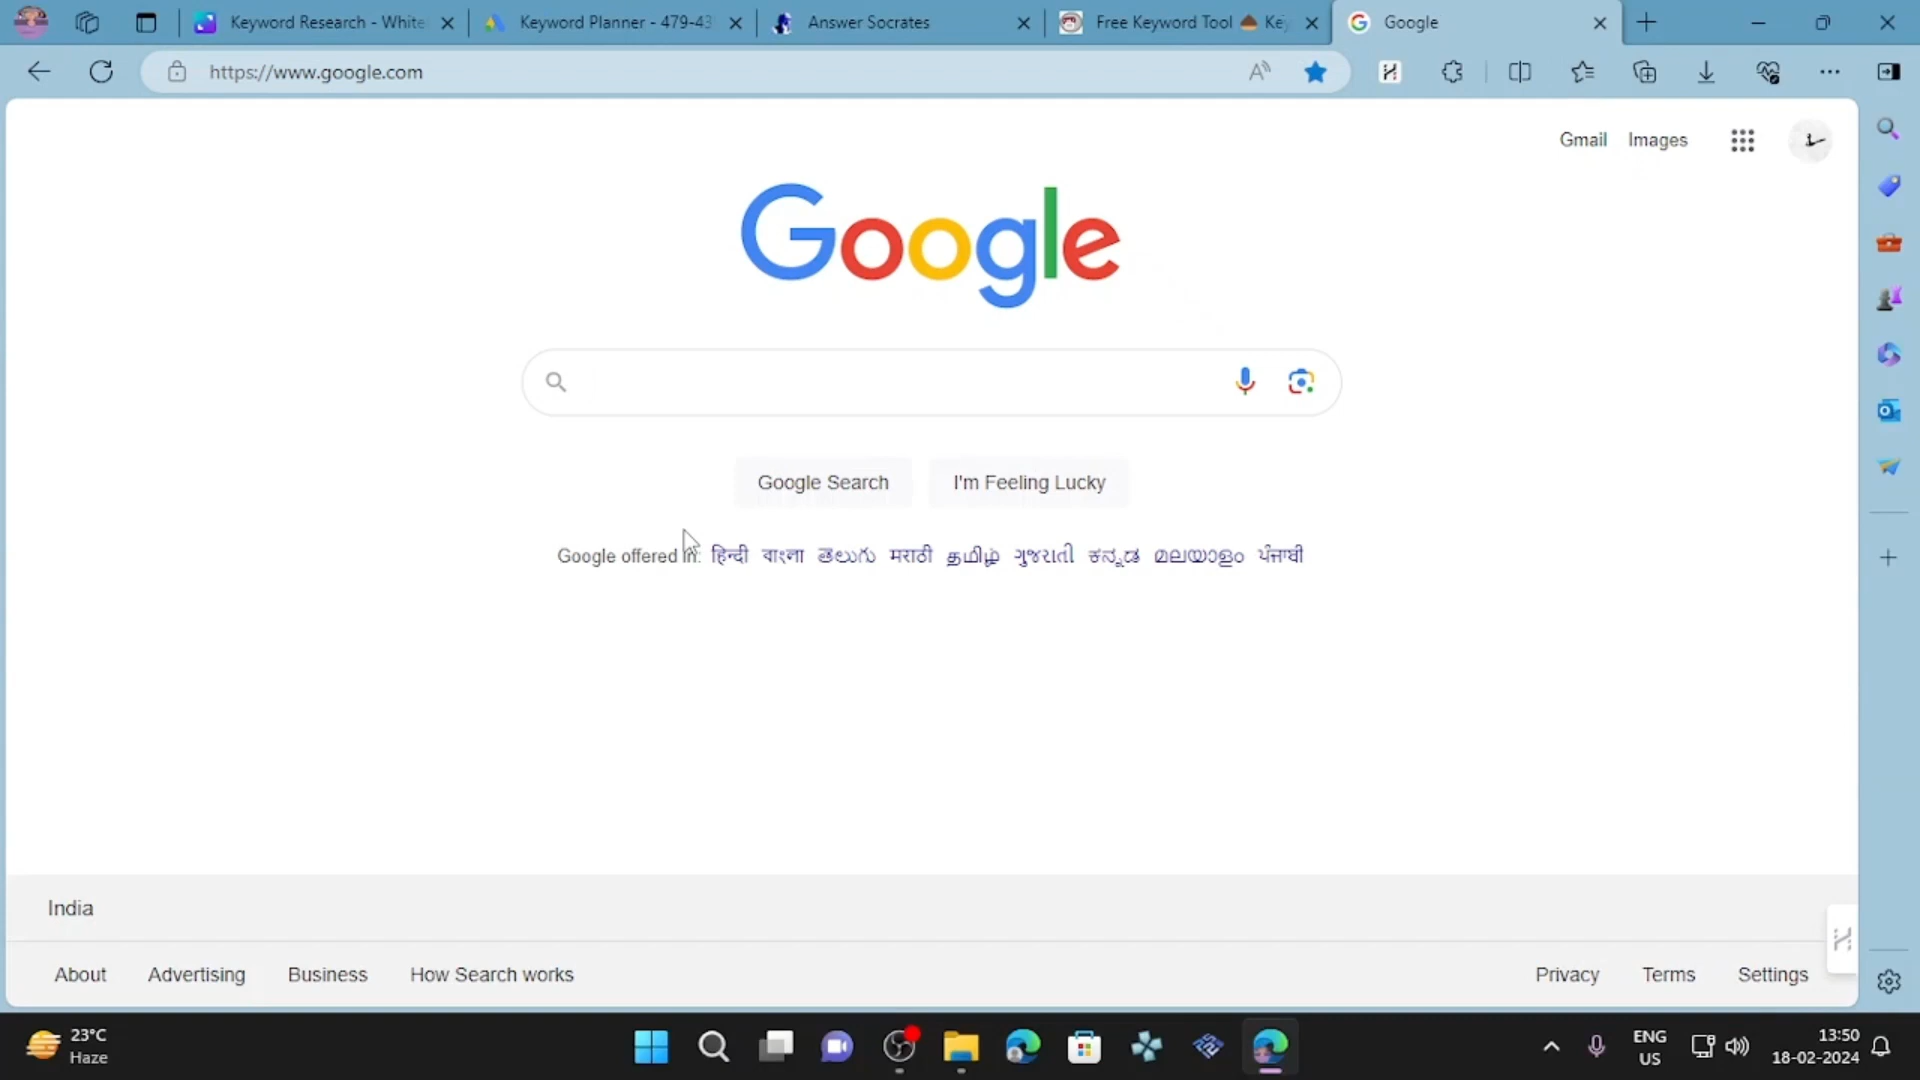 Keyword Research - White
Keyword Planner - 479-43
Answer Socrates
Free Keyword Tool
Google
https://www.google.com
Gmail
Images
Google
Google Search
I'm Feeling Lucky
Google offered in: हिन्दी বাংলা తెలుగు मराठी தமிழ் ગુજરાતી ಕನ್ನಡ മലയാളം ਪੰਜਾਬੀ
India
About
Advertising
Business
How Search works
Privacy
Terms
Settings
23°C
Haze
ENG
US
13:50
18-02-2024